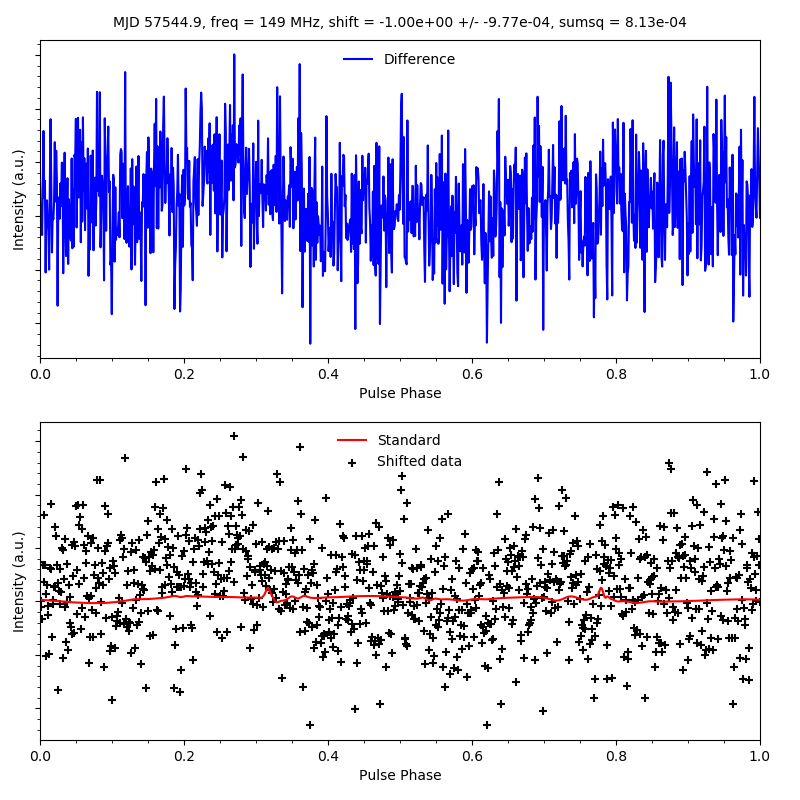 MJD 57544.9, freq = 149 MHz, shift = -1.00e+00 +/- -9.77e-04, sumsq = 8.13e-04
Difference
Intensity (a.u.)
0.0 0.2 0.4 0.6 0.8 1.0
Pulse Phase
Standard
Shifted data
Intensity (a.u.)
0.0 0.2 0.4 0.6 0.8 1.0
Pulse Phase